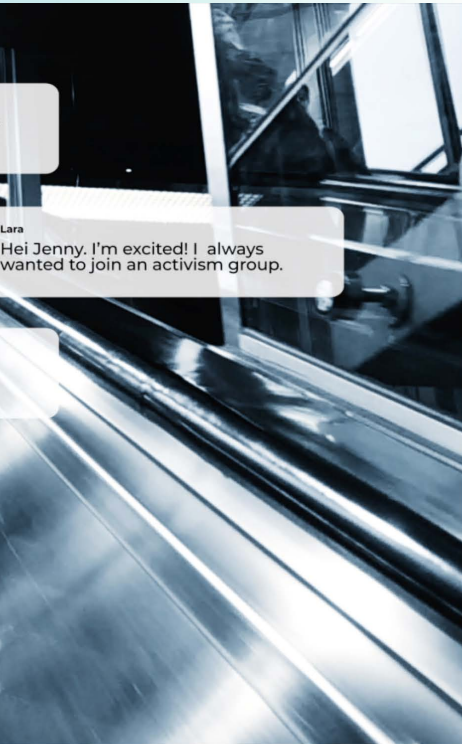 Lara
Hei Jenny. I'm excited! I  always
wanted to join an activism group.